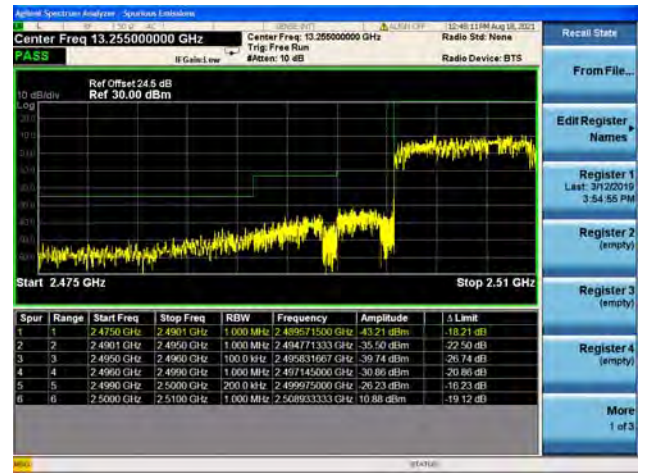 Agilent Spectrum Analyzer - Spurious Emissions
12:48:11 PM Aug 18, 2021
Center Freq 13.255000000 GHz
Center Freq: 13.255000000 GHz
Radio Std: None
Trig: Free Run
PASS
IFGain:Low
#Atten: 10 dB
Radio Device: BTS
Ref Offset 24.5 dB
10 dB/div
Ref 30.00 dBm
Log
Start 2.475 GHz
Stop 2.51 GHz
Spur Range Start Freq Stop Freq RBW Frequency Amplitude Δ Limit
1 1 2.4750 GHz 2.4901 GHz 1.000 MHz 2.489571500 GHz -43.21 dBm -18.21 dB
2 2 2.4901 GHz 2.4950 GHz 1.000 MHz 2.494771333 GHz -35.50 dBm -22.50 dB
3 3 2.4950 GHz 2.4960 GHz 100.0 kHz 2.495831667 GHz -39.74 dBm -26.74 dB
4 4 2.4960 GHz 2.4990 GHz 1.000 MHz 2.497145000 GHz -30.86 dBm -20.86 dB
5 5 2.4990 GHz 2.5000 GHz 200.0 kHz 2.499975000 GHz -26.23 dBm -16.23 dB
6 6 2.5000 GHz 2.5100 GHz 1.000 MHz 2.508933333 GHz 10.88 dBm -19.12 dB
MSG
STATUS
Recall State
From File...
Edit Register
Names
Register 1
Last: 3/12/2019
3:54:55 PM
Register 2
(empty)
Register 3
(empty)
Register 4
(empty)
More
1 of 3